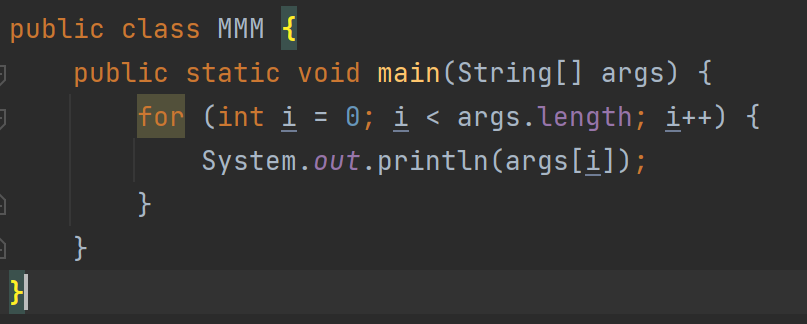 public class MMM {
    public static void main(String[] args) {
        for (int i = 0; i < args.length; i++) {
            System.out.println(args[i]);
        }
    }
}